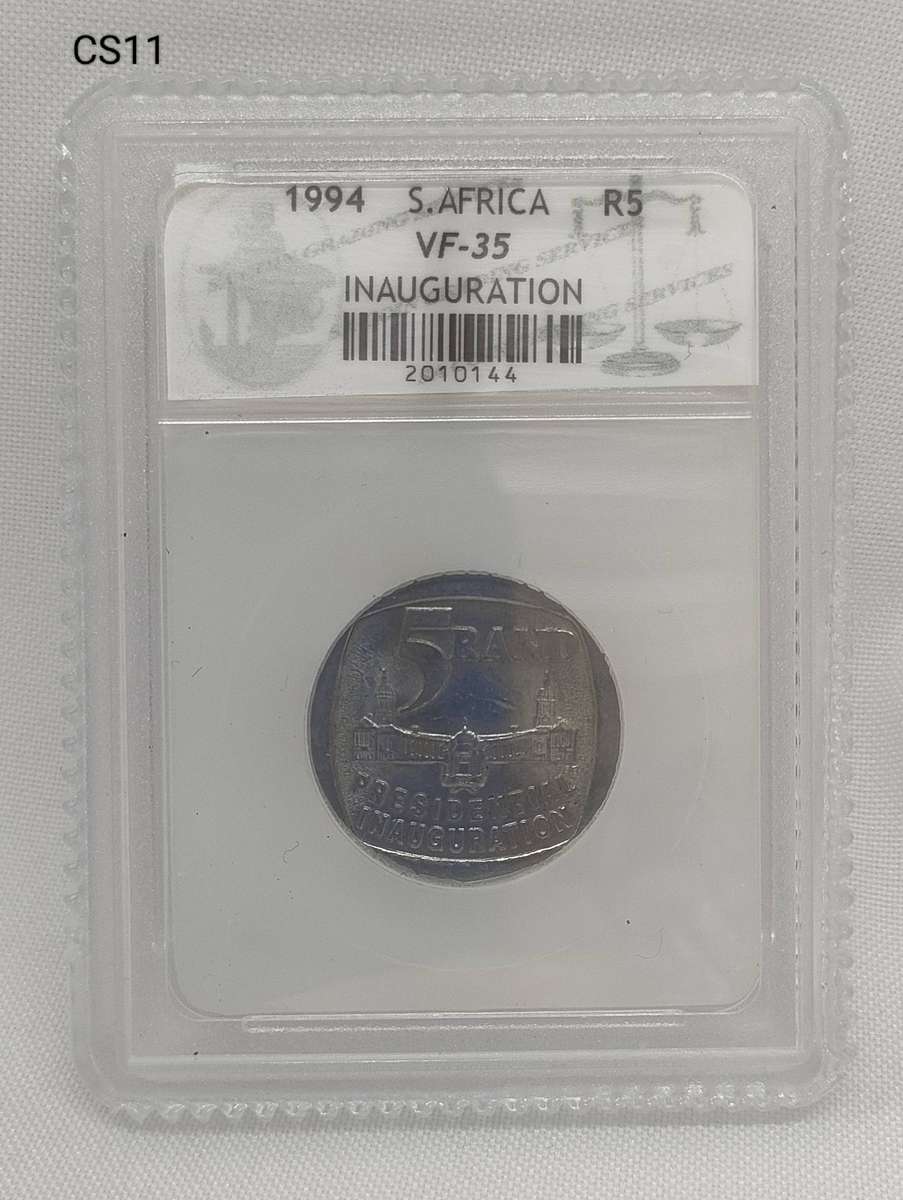 CS11
1994 S.AFRICA R5
VF-35
INAUGURATION
2010144
5 RAND
PRESIDENTIAL
INAUGURATION